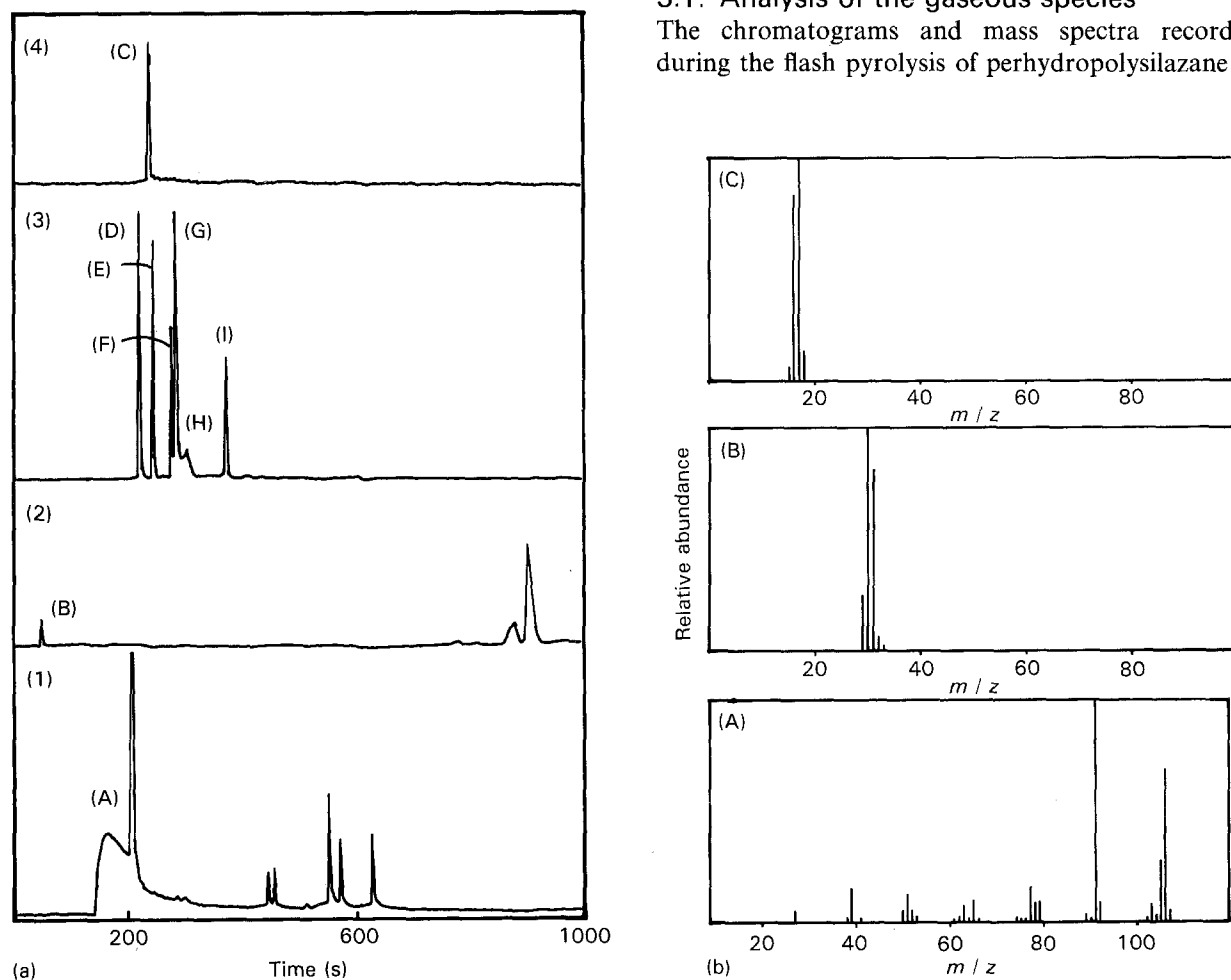 3.1. Analysis of the gaseous species
The chromatograms and mass spectra record
during the flash pyrolysis of perhydropolysilazane
(4)
(C)
(3)
(D)
(G)
(E)
(F)
(I)
(H)
(2)
(B)
(1)
(A)
200
600
1000
(a)
Time (s)
(C)
20
40
60
80
m / z
(B)
Relative abundance
20
40
60
80
m / z
(A)
20
40
60
80
100
(b)
m / z